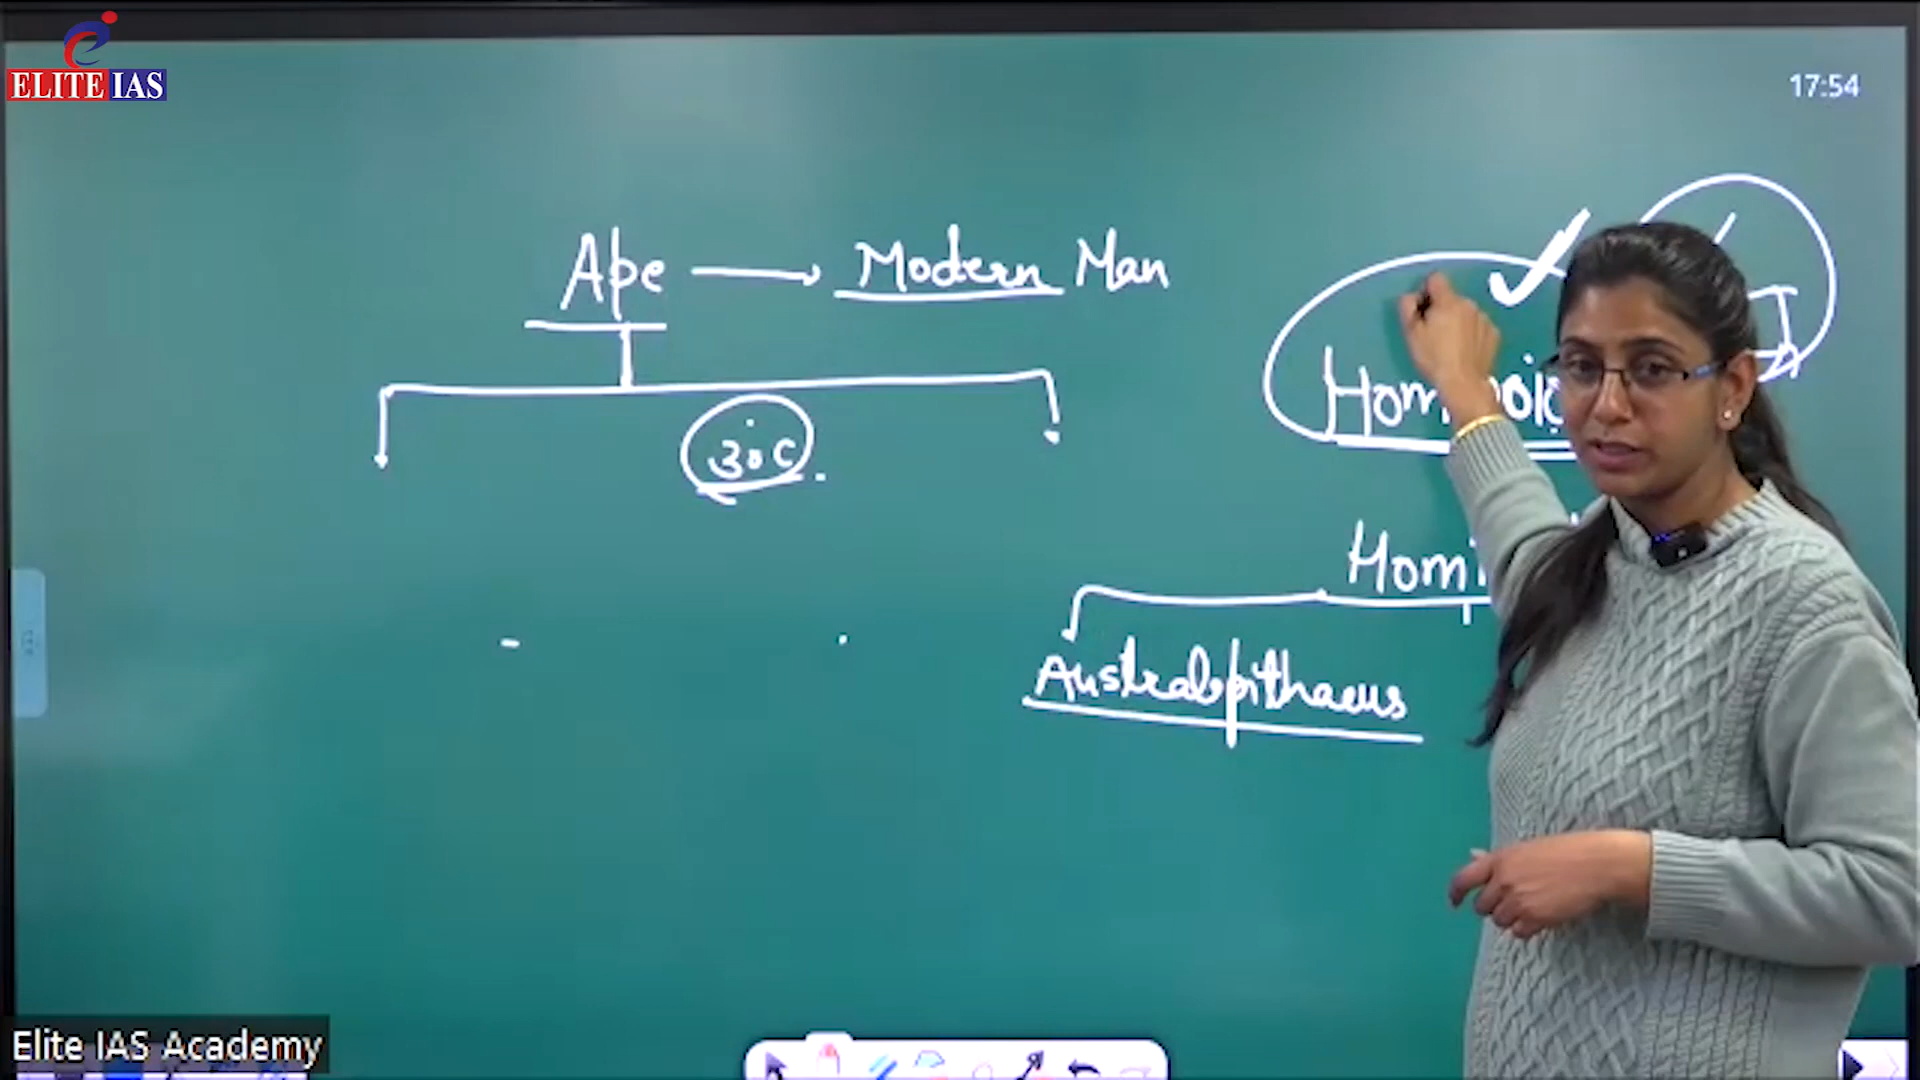 ELITE IAS
17:54
Ape → Modern Man
30c.
Australopithaeus
Elite IAS Academy